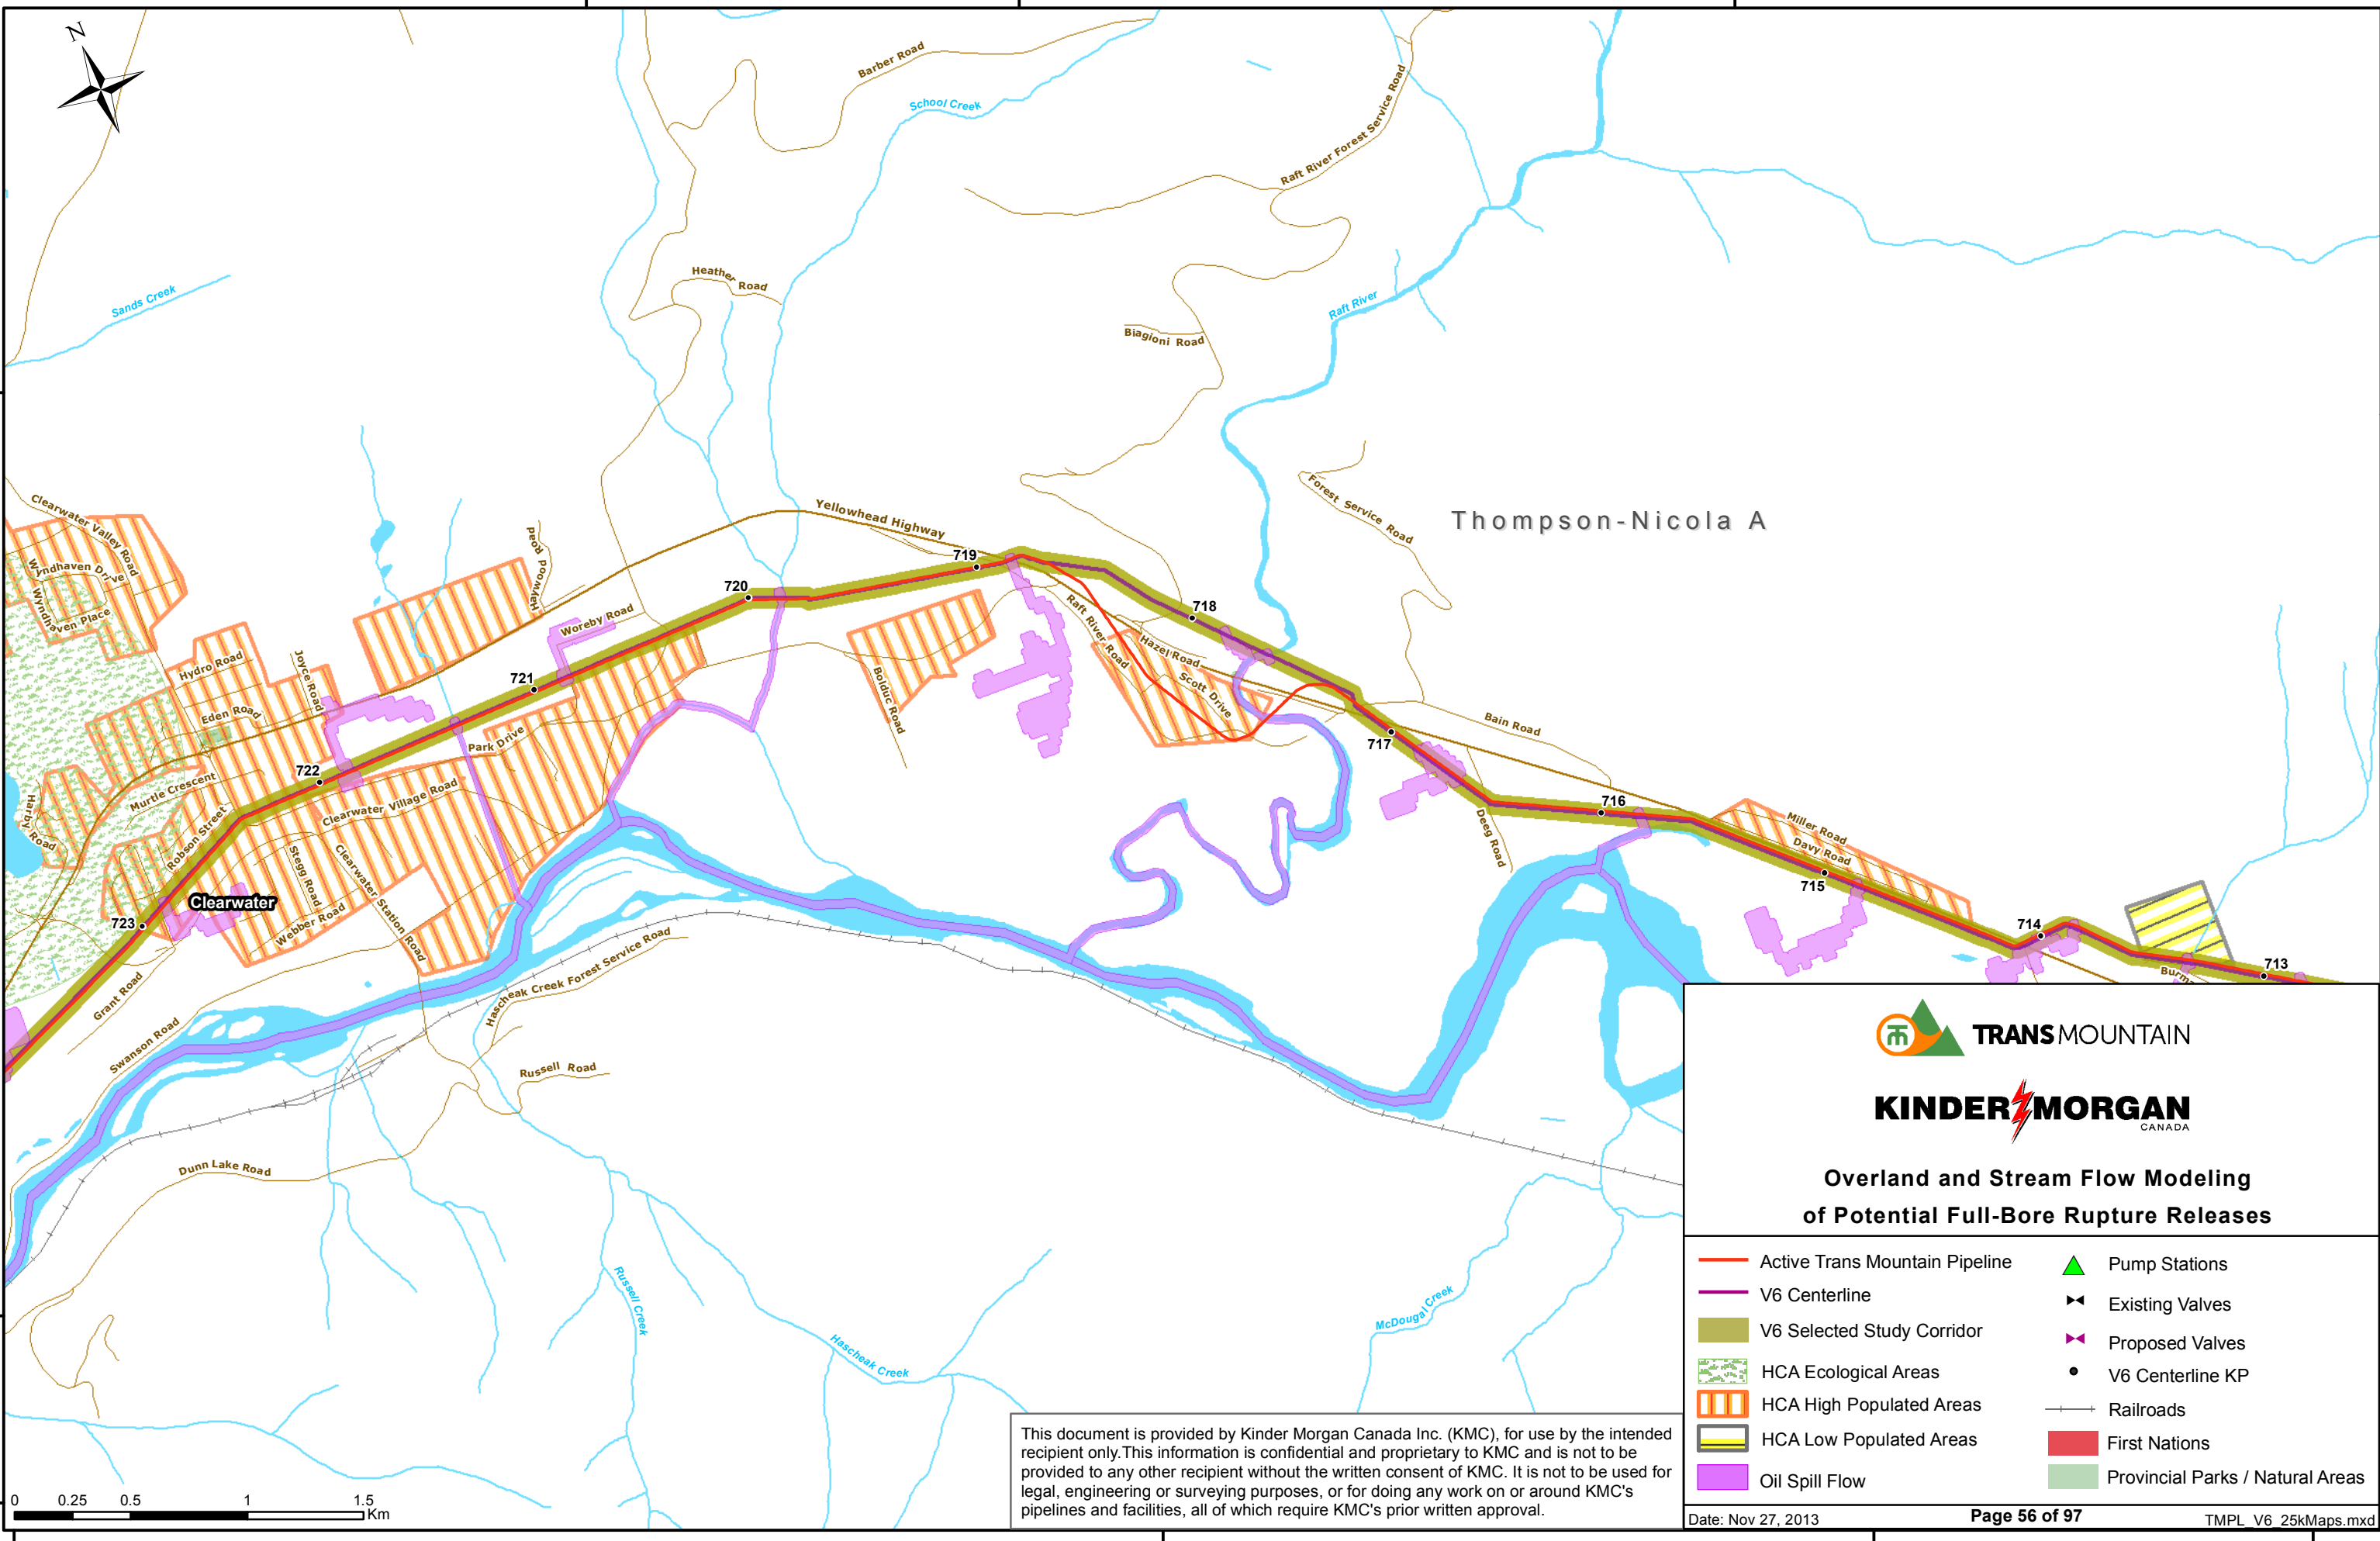 N
Barber Road
School Creek
Raft River Forest Service Road
Heather Road
Sands Creek
Raft River
Biagioni Road
Clearwater Valley Road
Wyndhaven Drive
Wyndhaven Place
Haywood Road
Yellowhead Highway
Forest Service Road
Thompson-Nicola A
719
720
718
Woreby Road
Raft River Road
Hazel Road
Scott Drive
Hydro Road
Joyce Road
Eden Road
721
Bolduc Road
Bain Road
717
Park Drive
722
Murtle Crescent
Clearwater Village Road
Harby Road
Robson Street
Stegg Road
Clearwater Station Road
716
Deeg Road
Miller Road
Davy Road
715
Clearwater
723
Webber Road
714
713
Grant Road
Swanson Road
Hascheak Creek Forest Service Road
Russell Road
Dunn Lake Road
Russell Creek
Hascheak Creek
McDougal Creek
TRANSMOUNTAIN
KINDER MORGAN
CANADA
Overland and Stream Flow Modeling
of Potential Full-Bore Rupture Releases
Active Trans Mountain Pipeline
V6 Centerline
V6 Selected Study Corridor
HCA Ecological Areas
HCA High Populated Areas
HCA Low Populated Areas
Oil Spill Flow
Pump Stations
Existing Valves
Proposed Valves
V6 Centerline KP
Railroads
First Nations
Provincial Parks / Natural Areas
This document is provided by Kinder Morgan Canada Inc. (KMC), for use by the intended
recipient only.This information is confidential and proprietary to KMC and is not to be
provided to any other recipient without the written consent of KMC. It is not to be used for
legal, engineering or surveying purposes, or for doing any work on or around KMC's
pipelines and facilities, all of which require KMC's prior written approval.
0 0.25 0.5 1 1.5
Km
Date: Nov 27, 2013
Page 56 of 97
TMPL_V6_25kMaps.mxd